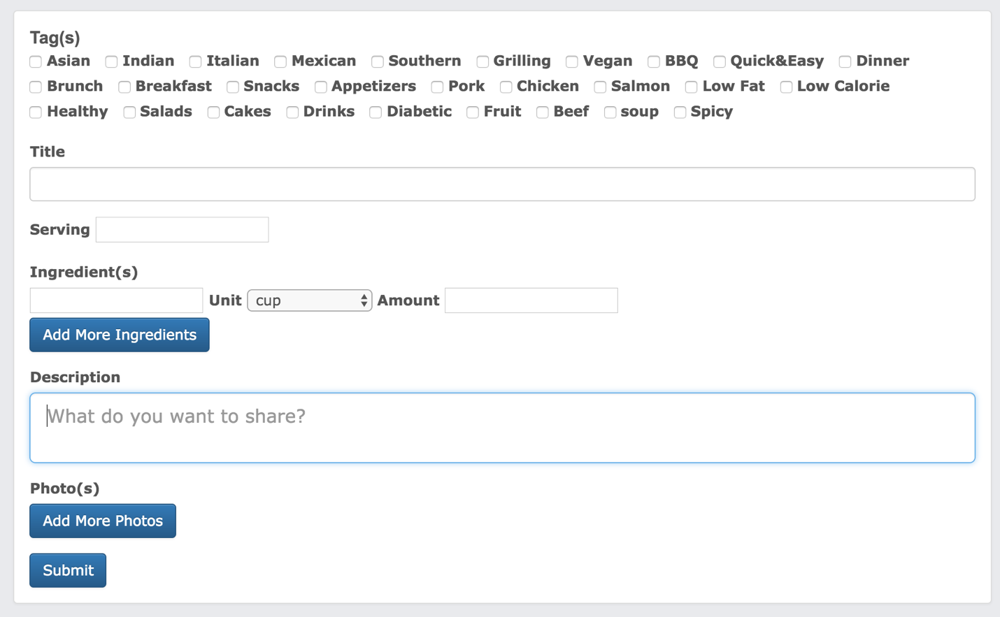 Tag(s)
Asian Indian Italian Mexican Southern Grilling Vegan BBQ Quick&Easy Dinner
Brunch Breakfast Snacks Appetizers Pork Chicken Salmon Low Fat Low Calorie
Healthy Salads Cakes Drinks Diabetic Fruit Beef soup Spicy
Title
Serving
Ingredient(s)
Unit cup Amount
Add More Ingredients
Description
What do you want to share?
Photo(s)
Add More Photos
Submit